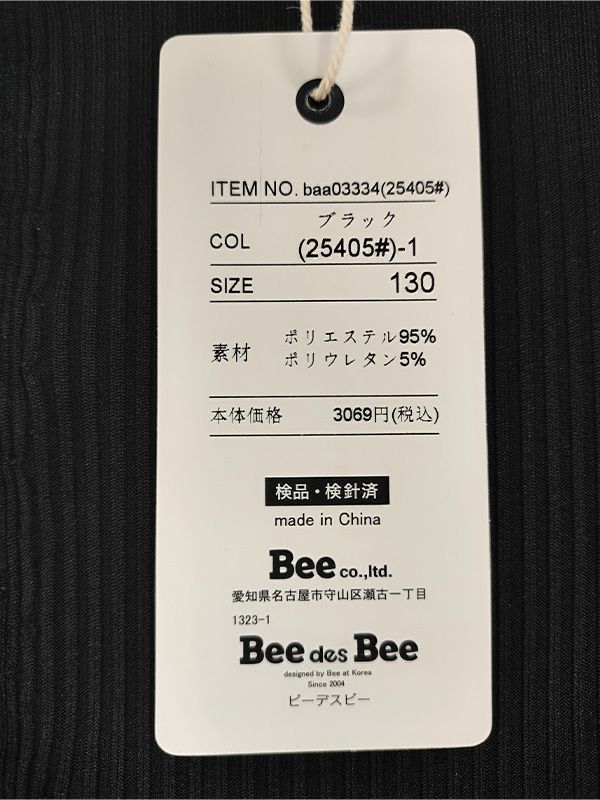 ITEM NO. baa03334(25405#)
ブラック
COL (25405#)-1
SIZE 130
素材 ポリエステル95%
ポリウレタン5%
本体価格 3069円(税込)
検品・検針済
made in China
Bee co.,ltd.
愛知県名古屋市守山区瀬古一丁目
1323-1
Bee des Bee
designed by Bee at Korea
Since 2004
ビーデスビー